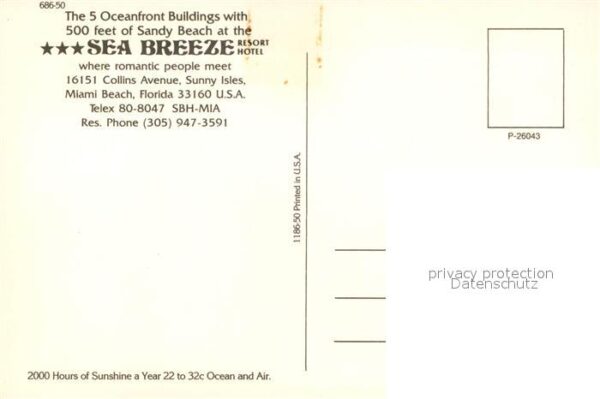 686-50
The 5 Oceanfront Buildings with
500 feet of Sandy Beach at the
★★★SEA BREEZE RESORT HOTEL
where romantic people meet
16151 Collins Avenue, Sunny Isles,
Miami Beach, Florida 33160 U.S.A.
Telex 80-8047 SBH-MIA
Res. Phone (305) 947-3591
P-26043
1186-50 Printed in U.S.A.
privacy protection
Datenschutz
2000 Hours of Sunshine a Year 22 to 32c Ocean and Air.